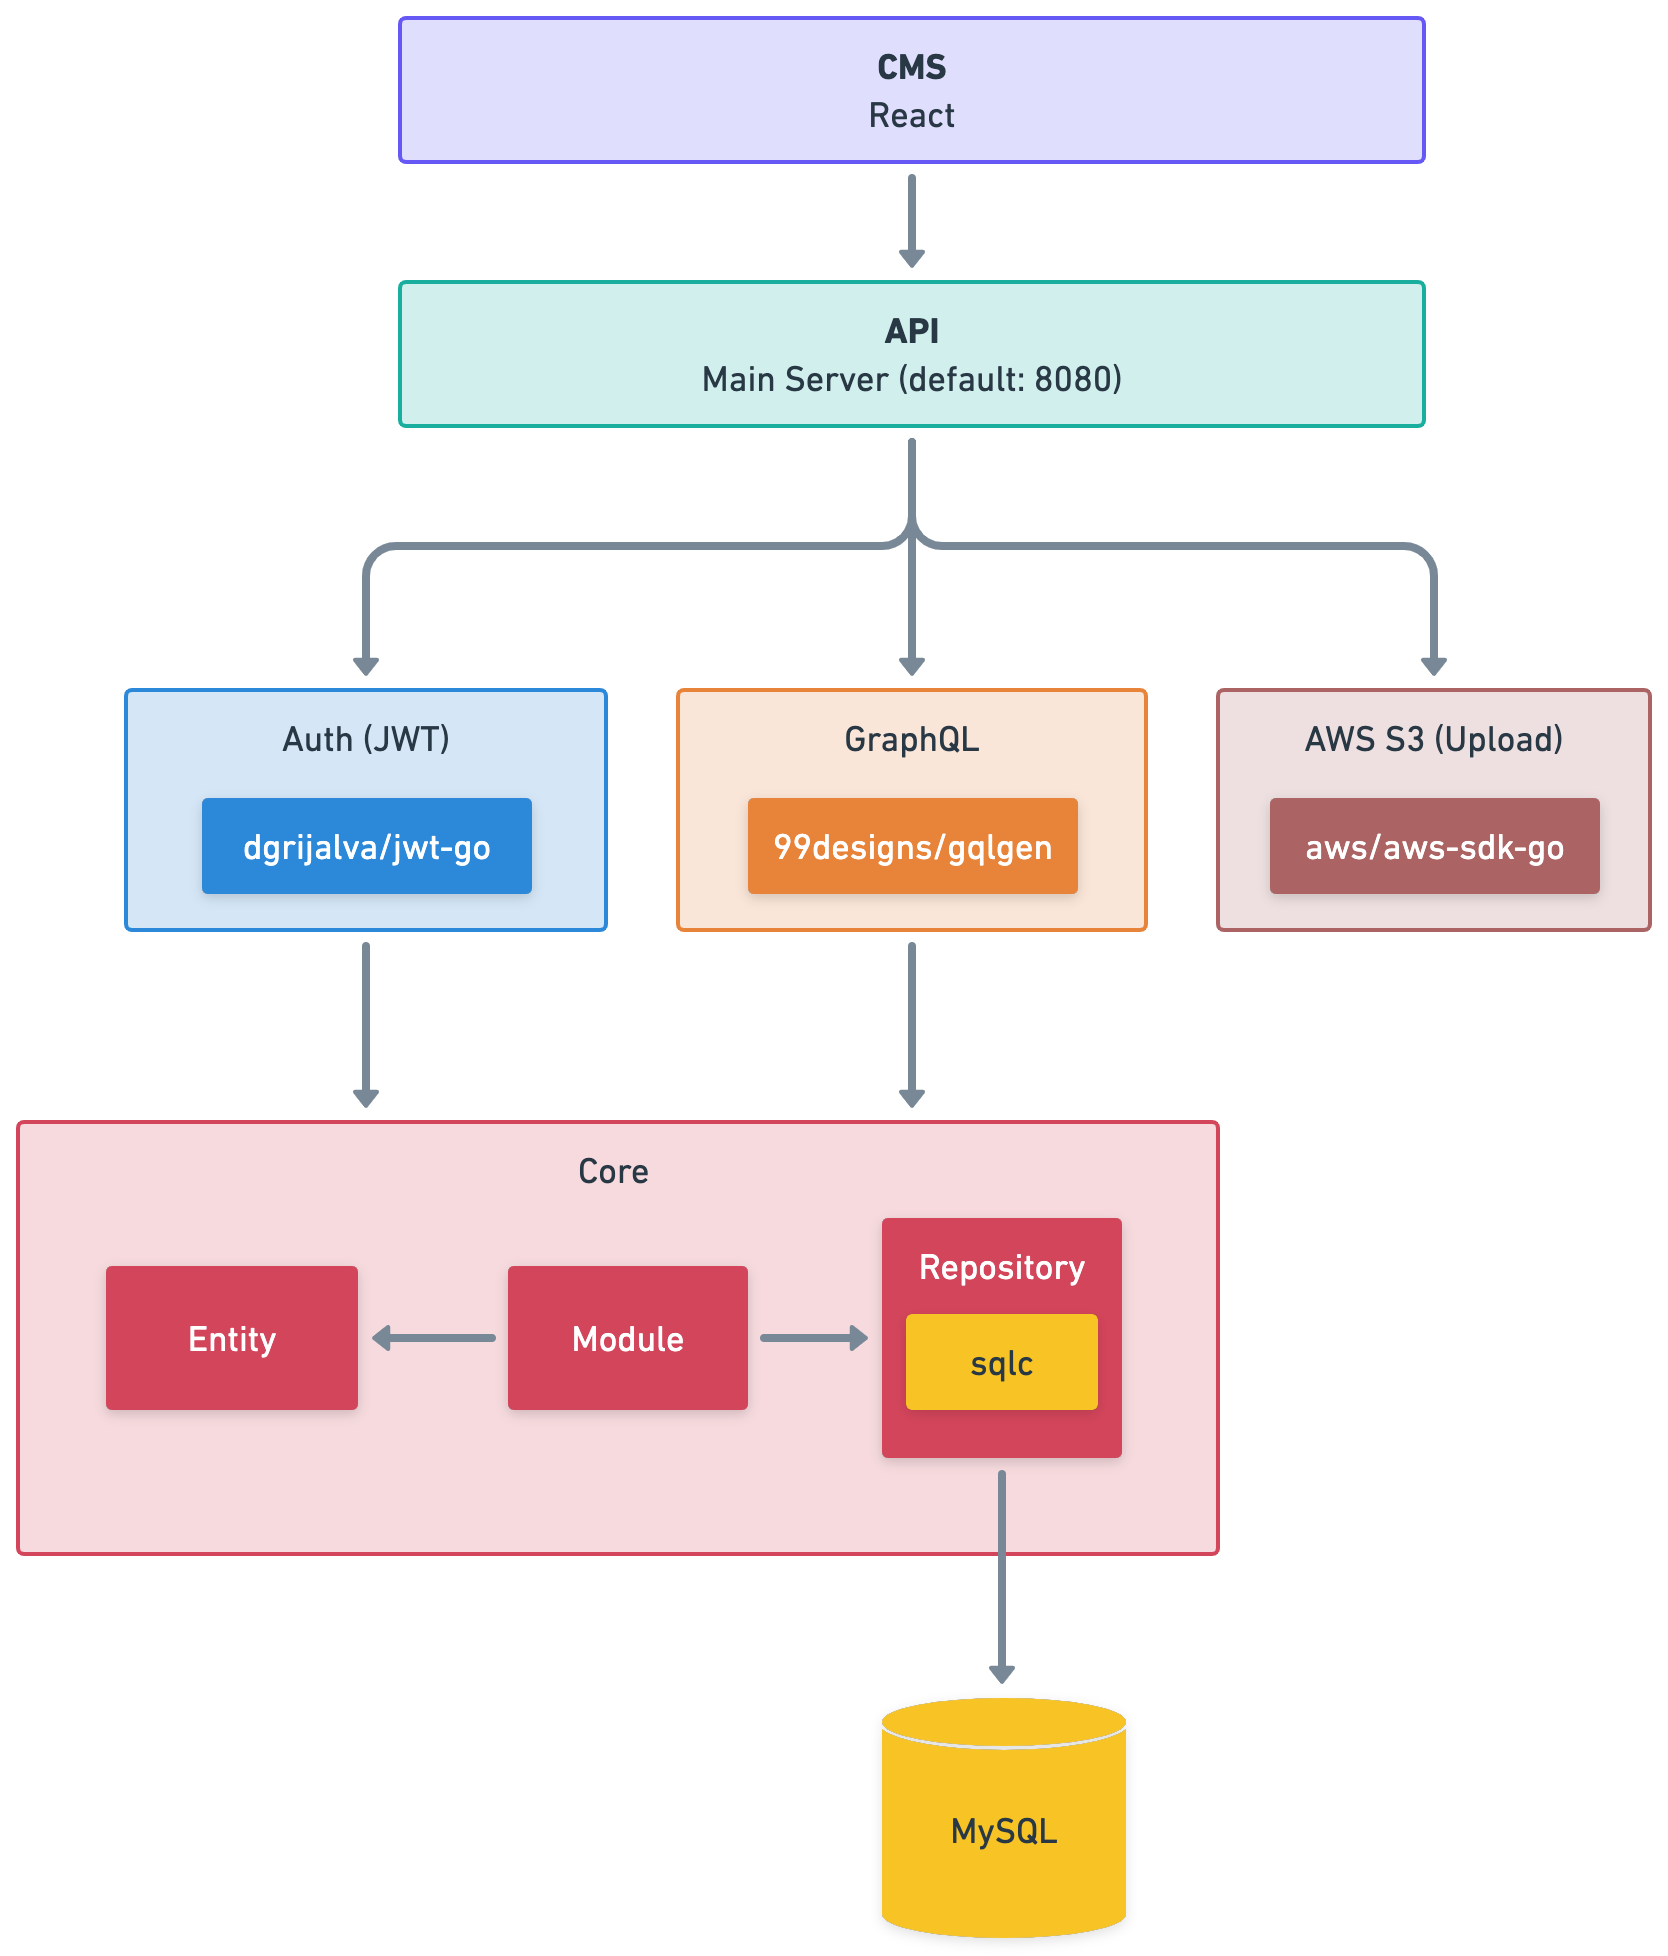 CMS
React
API
Main Server (default: 8080)
Auth (JWT)
dgrijalva/jwt-go
GraphQL
99designs/gqlgen
AWS S3 (Upload)
aws/aws-sdk-go
Core
Entity
Module
Repository
sqlc
MySQL